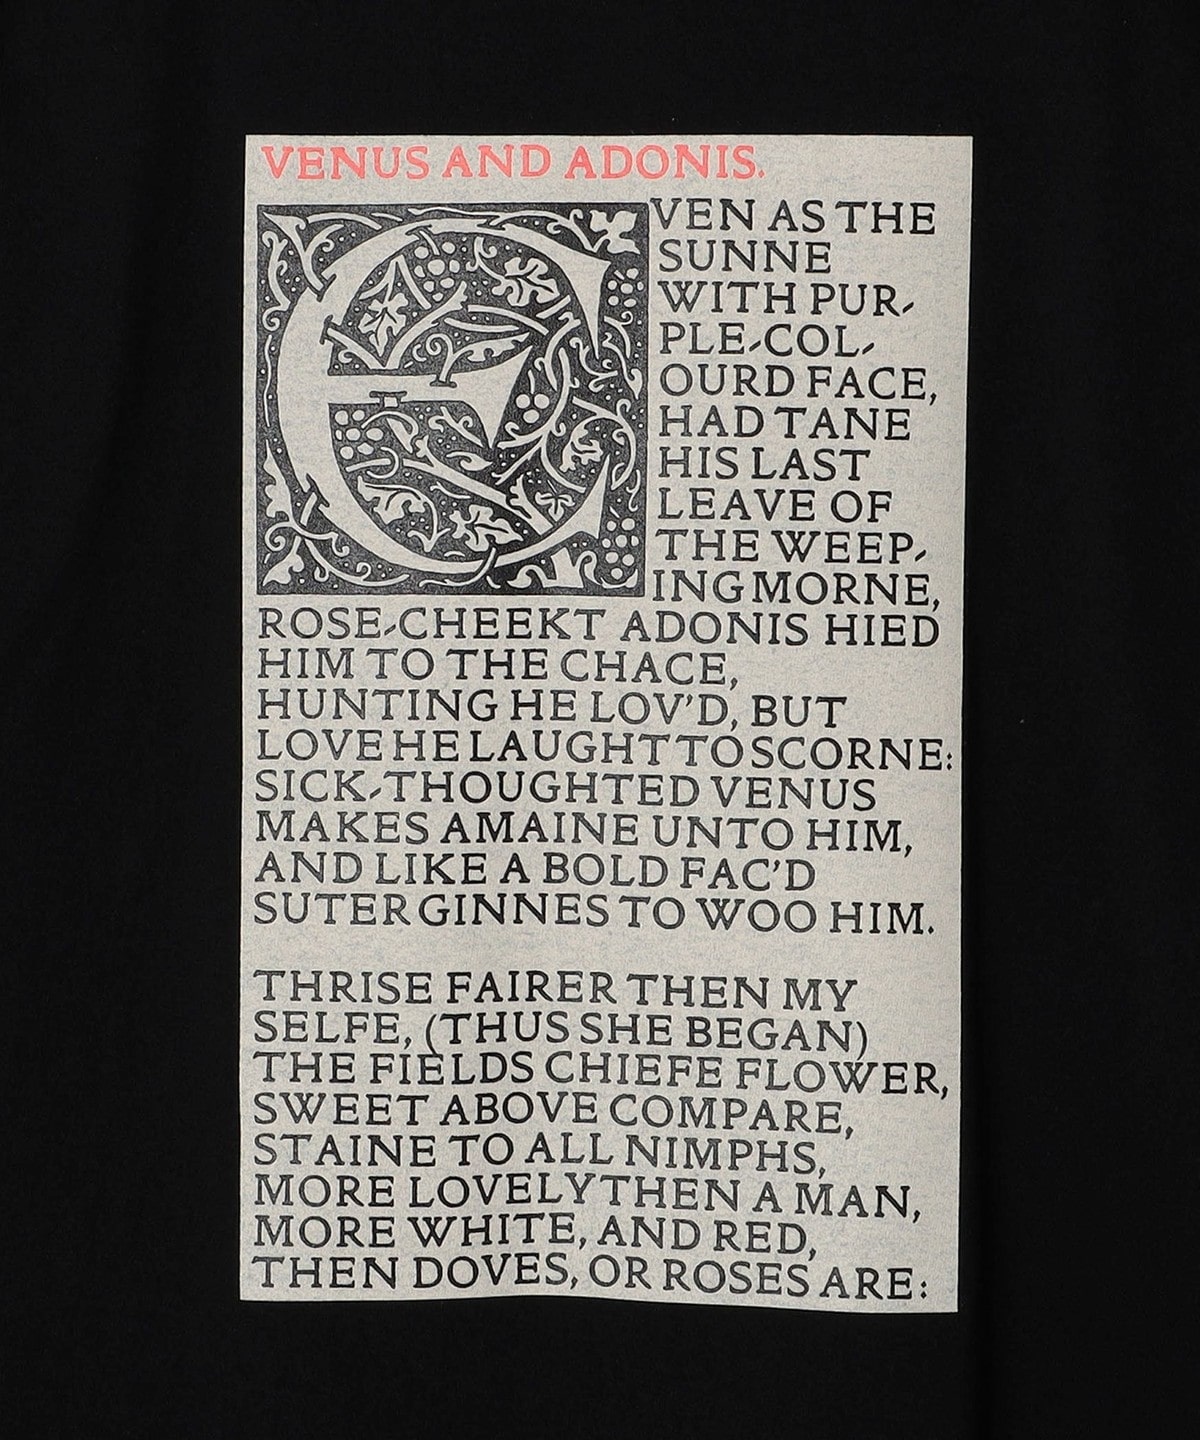 VENUS AND ADONIS.
EVEN AS THE
SUNNE
WITH PUR-
PLE-COL-
OURD FACE,
HAD TANE
HIS LAST
LEAVE OF
THE WEEP-
ING MORNE,
ROSE-CHEEKT ADONIS HIED
HIM TO THE CHACE,
HUNTING HE LOV'D, BUT
LOVE HE LAUGHT TO SCORNE:
SICK-THOUGHTED VENUS
MAKES AMAINE UNTO HIM,
AND LIKE A BOLD FAC'D
SUTER GINNES TO WOO HIM.
THRISE FAIRER THEN MY
SELFE, (THUS SHE BEGAN)
THE FIELDS CHIEFE FLOWER,
SWEET ABOVE COMPARE,
STAINE TO ALL NIMPHS,
MORE LOVELY THEN A MAN,
MORE WHITE, AND RED,
THEN DOVES, OR ROSES ARE: